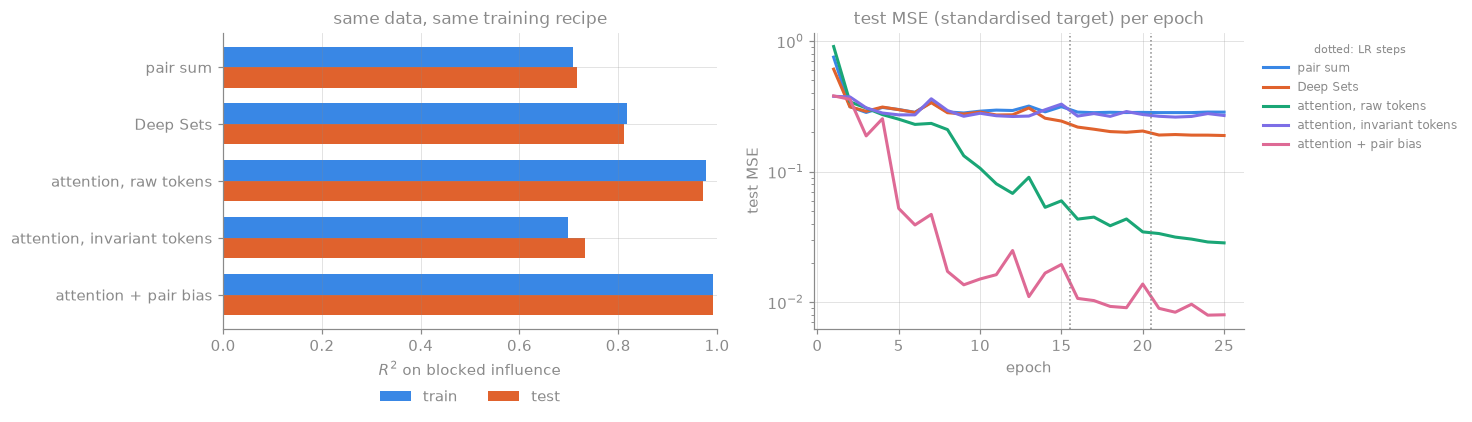 same data, same training recipe
pair sum
Deep Sets
attention, raw tokens
attention, invariant tokens
attention + pair bias
0.0 0.2 0.4 0.6 0.8 1.0
R² on blocked influence
train test
test MSE (standardised target) per epoch
test MSE
10⁰
10⁻¹
10⁻²
0 5 10 15 20 25
epoch
dotted: LR steps
pair sum
Deep Sets
attention, raw tokens
attention, invariant tokens
attention + pair bias